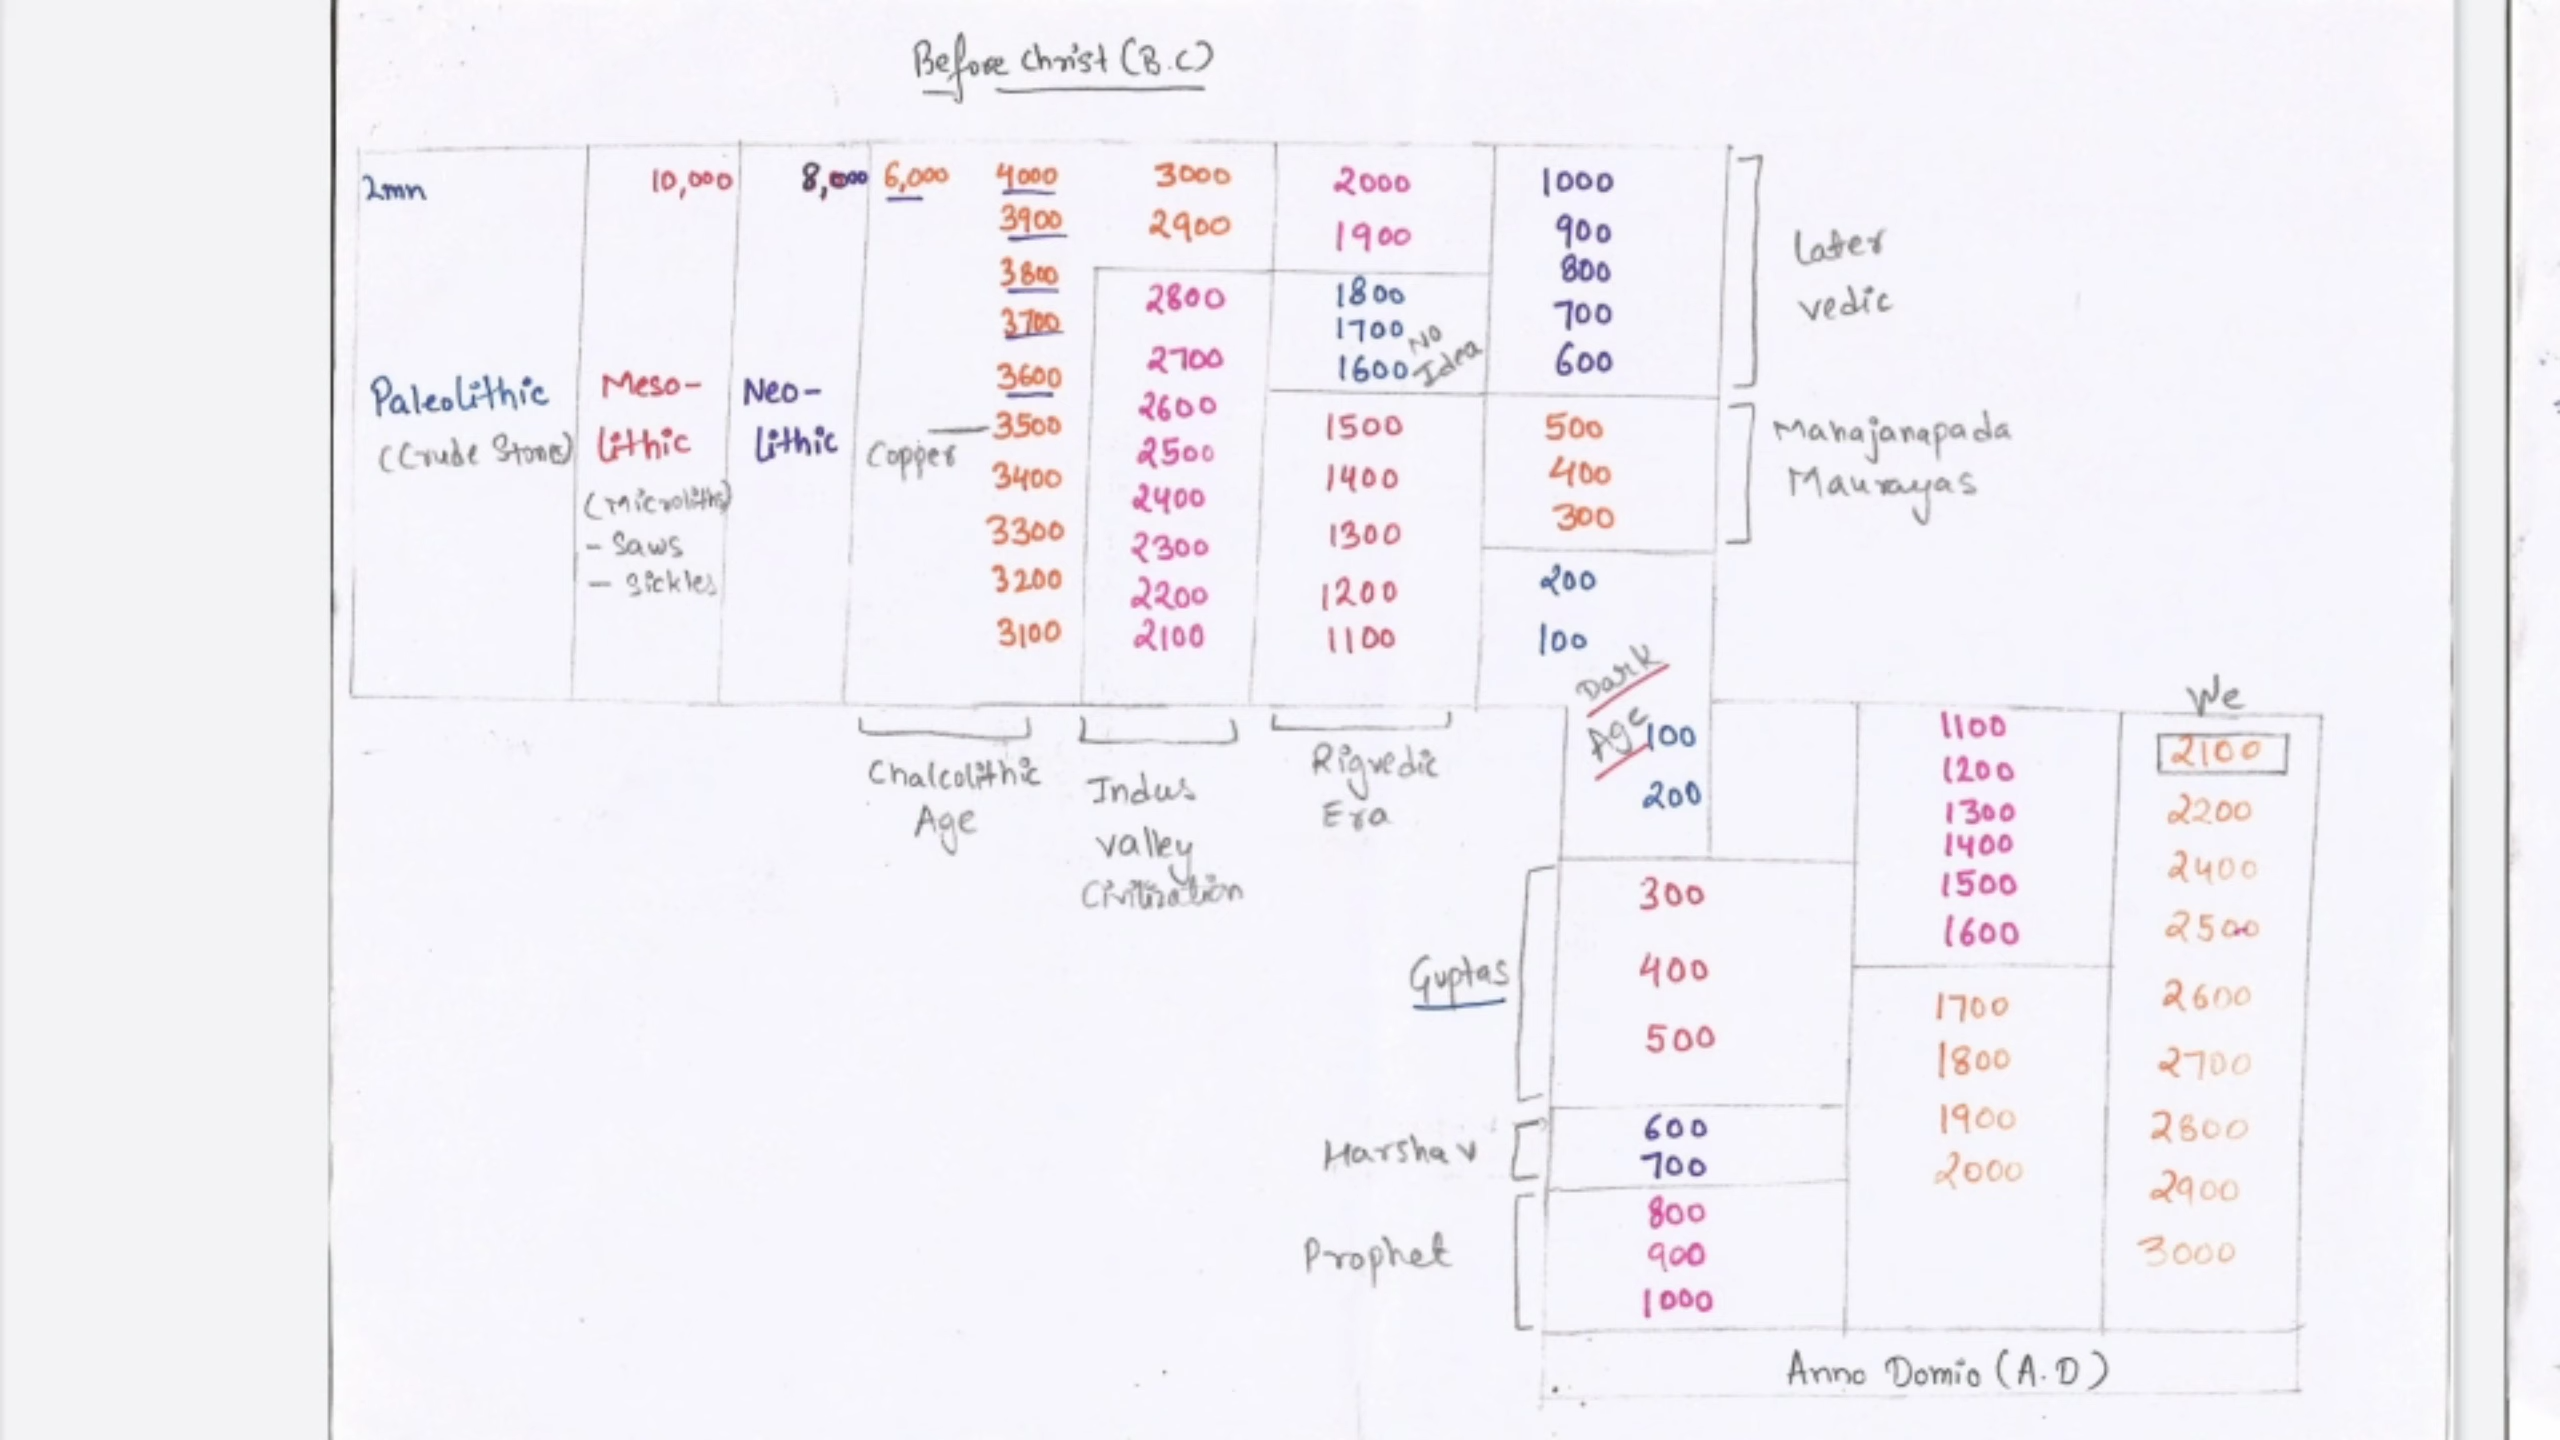 Before Christ (B.C)
2mn
Paleolithic
(Crude Stone)
10,000
Meso-
lithic
(Microliths)
- Saws
- Sickles
8,000
Neo-
lithic
6,000
Copper
4000
3900
3800
3700
3600
3500
3400
3300
3200
3100
Chalcolithic
Age
3000
2900
2800
2700
2600
2500
2400
2300
2200
2100
Indus
valley
Civilization
2000
1900
1800
1700
1600
NO
Idea
1500
1400
1300
1200
1100
Rigvedic
Era
1000
900
800
700
600
Later
vedic
500
400
300
Mahajanapada
Maurayas
200
100
Dark
Age
100
200
300
400
500
Guptas
600
700
Harsha v
800
900
1000
Prophet
1100
1200
1300
1400
1500
1600
1700
1800
1900
2000
We
2100
2200
2400
2500
2600
2700
2800
2900
3000
Anno Domio (A.D)